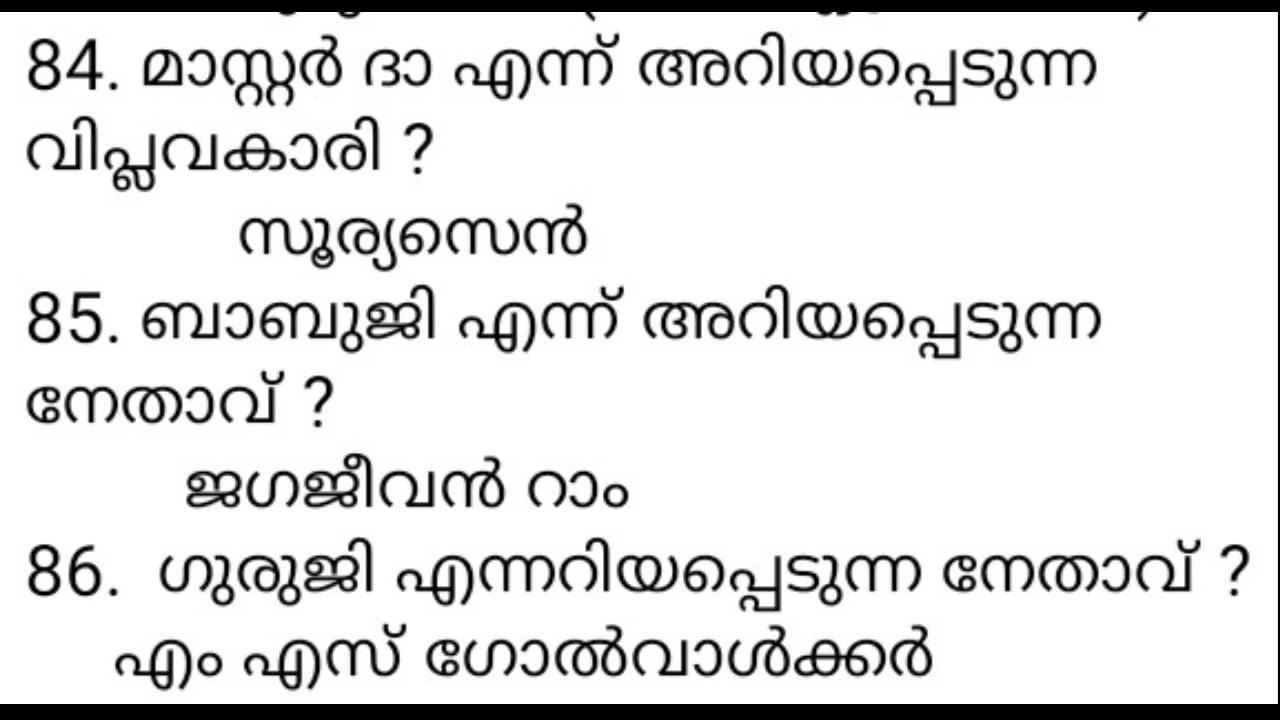 84. മാസ്റ്റർ ദാ എന്ന് അറിയപ്പെടുന്ന
വിപ്ലവകാരി ?
സൂര്യസെൻ
85. ബാബുജി എന്ന് അറിയപ്പെടുന്ന
നേതാവ് ?
ജഗജീവൻ റാം
86. ഗുരുജി എന്നറിയപ്പെടുന്ന നേതാവ് ?
എം എസ് ഗോൽവാൾക്കർ